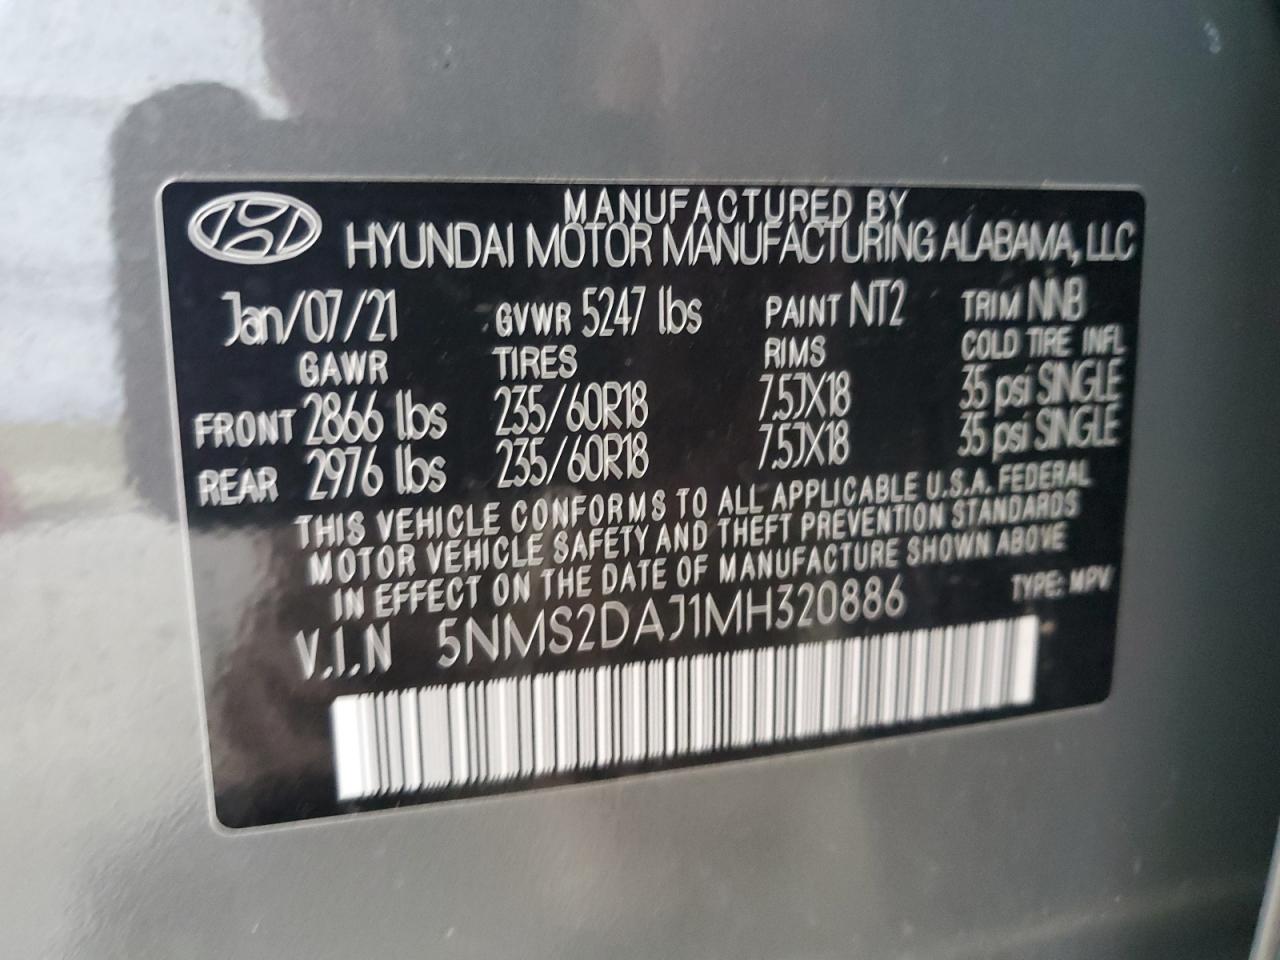 MANUFACTURED BY
HYUNDAI MOTOR MANUFACTURING ALABAMA, LLC
Jan/07/21 GVWR 5247 lbs PAINT NT2 TRIM NNB
GAWR TIRES RIMS COLD TIRE INFL
FRONT 2866 lbs 235/60R18 7.5JX18 35 psi SINGLE
REAR 2976 lbs 235/60R18 7.5JX18 35 psi SINGLE
THIS VEHICLE CONFORMS TO ALL APPLICABLE U.S.A. FEDERAL
MOTOR VEHICLE SAFETY AND THEFT PREVENTION STANDARDS
IN EFFECT ON THE DATE OF MANUFACTURE SHOWN ABOVE
V.I.N 5NMS2DAJ1MH320886 TYPE: MPV